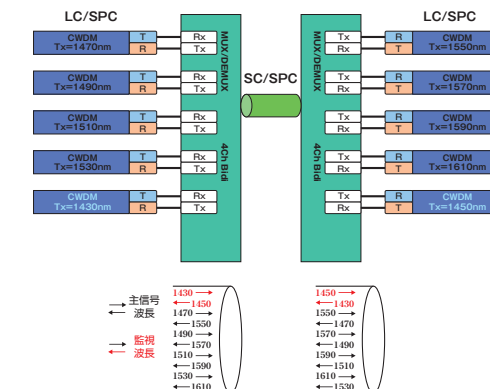 LC/SPC
LC/SPC
SC/SPC
CWDM
Tx=1470nm
T
R
Rx
Tx
CWDM
Tx=1490nm
T
R
Rx
Tx
CWDM
Tx=1510nm
T
R
Rx
Tx
CWDM
Tx=1530nm
T
R
Rx
Tx
CWDM
Tx=1430nm
T
R
Rx
Tx
MUX/DEMUX
4Ch Bidi
MUX/DEMUX
4Ch Bidi
Tx
Rx
R
T
CWDM
Tx=1550nm
Tx
Rx
R
T
CWDM
Tx=1570nm
Tx
Rx
R
T
CWDM
Tx=1590nm
Tx
Rx
R
T
CWDM
Tx=1610nm
Tx
Rx
R
T
CWDM
Tx=1450nm
→ 主信号
← 波長
→ 監視
← 波長
1430 →
← 1450
1470 →
← 1550
1490 →
← 1570
1510 →
← 1590
1530 →
← 1610
1450 →
← 1430
1550 →
← 1470
1570 →
← 1490
1590 →
← 1510
1610 →
← 1530